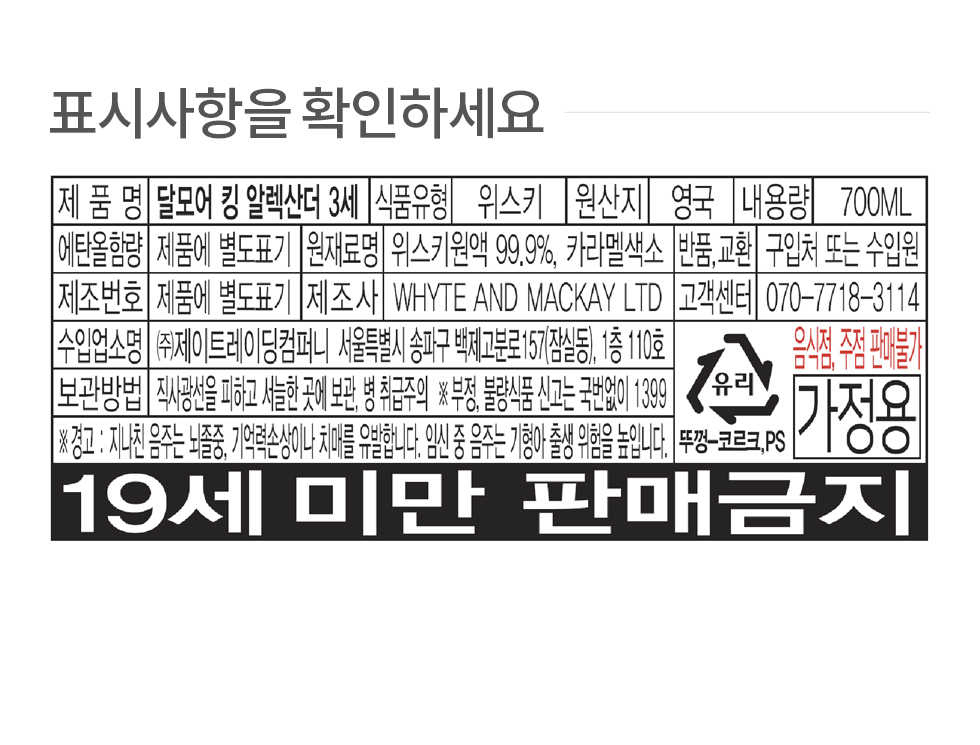 표시사항을 확인하세요
제 품 명 달모어 킹 알렉산더 3세 식품유형 위스키 원산지 영국 내용량 700ML
에탄올함량 제품에 별도표기 원재료명 위스키원액 99.9%, 카라멜색소 반품,교환 구입처 또는 수입원
제조번호 제품에 별도표기 제조사 WHYTE AND MACKAY LTD 고객센터 070-7718-3114
수입업소명 ㈜제이트레이딩컴퍼니 서울특별시 송파구 백제고분로157(잠실동), 1층 110호
보관방법 직사광선을 피하고 서늘한 곳에 보관, 병 취급주의 ※ 부정, 불량식품 신고는 국번없이 1399
※ 경고 : 지나친 음주는 뇌졸중, 기억력손상이나 치매를 유발합니다. 임신 중 음주는 기형아 출생 위험을 높입니다.
유리
뚜껑-코르크,PS
음식점, 주점 판매불가
가정용
19세 미만 판매금지